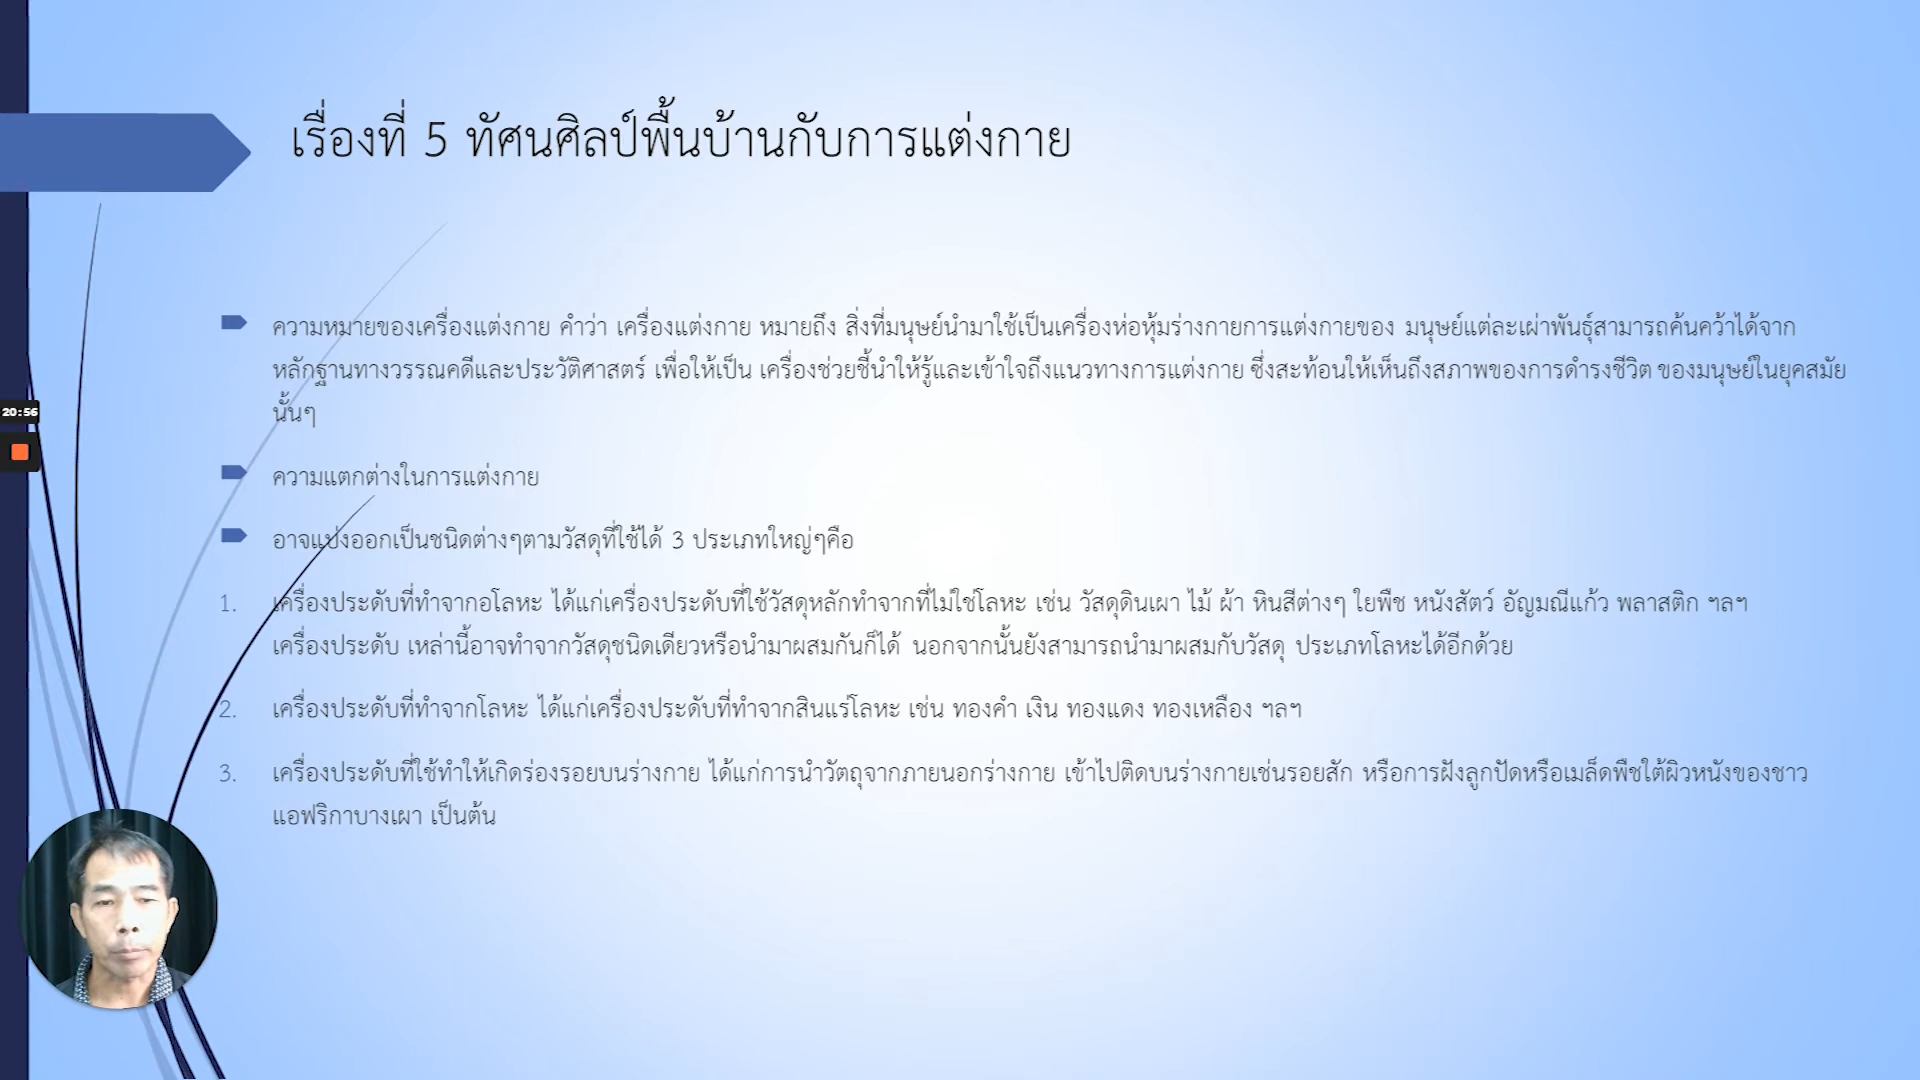 เรื่องที่ 5 ทัศนศิลป์พื้นบ้านกับการแต่งกาย
ความหมายของเครื่องแต่งกาย คำว่า เครื่องแต่งกาย หมายถึง สิ่งที่มนุษย์นำมาใช้เป็นเครื่องห่อหุ้มร่างกายการแต่งกายของ มนุษย์แต่ละเผ่าพันธุ์สามารถค้นคว้าได้จาก
หลักฐานทางวรรณคดีและประวัติศาสตร์ เพื่อให้เป็น เครื่องช่วยชี้นำให้รู้และเข้าใจถึงแนวทางการแต่งกาย ซึ่งสะท้อนให้เห็นถึงสภาพของการดำรงชีวิต ของมนุษย์ในยุคสมัย
นั้นๆ
20:56
ความแตกต่างในการแต่งกาย
อาจแบ่งออกเป็นชนิดต่างๆตามวัสดุที่ใช้ได้ 3 ประเภทใหญ่ๆคือ
1. เครื่องประดับที่ทำจากอโลหะ ได้แก่เครื่องประดับที่ใช้วัสดุหลักทำจากที่ไม่ใช่โลหะ เช่น วัสดุดินเผา ไม้ ผ้า หินสีต่างๆ ใยพืช หนังสัตว์ อัญมณีแก้ว พลาสติก ฯลฯ
เครื่องประดับ เหล่านี้อาจทำจากวัสดุชนิดเดียวหรือนำมาผสมกันก็ได้ นอกจากนั้นยังสามารถนำมาผสมกับวัสดุ ประเภทโลหะได้อีกด้วย
2. เครื่องประดับที่ทำจากโลหะ ได้แก่เครื่องประดับที่ทำจากสินแร่โลหะ เช่น ทองคำ เงิน ทองแดง ทองเหลือง ฯลฯ
3. เครื่องประดับที่ใช้ทำให้เกิดร่องรอยบนร่างกาย ได้แก่การนำวัตถุจากภายนอกร่างกาย เข้าไปติดบนร่างกายเช่นรอยสัก หรือการฝังลูกปัดหรือเมล็ดพืชใต้ผิวหนังของชาว
แอฟริกาบางเผา เป็นต้น